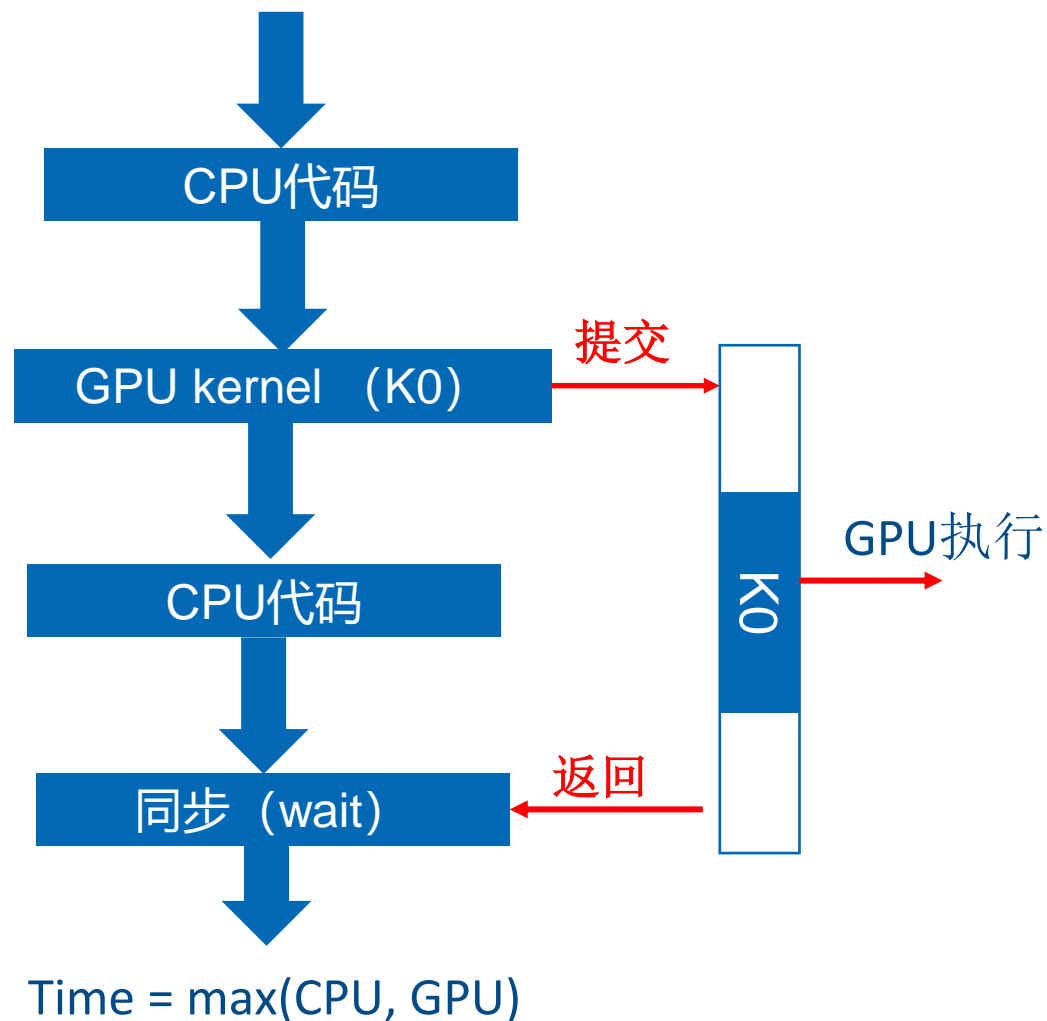 CPU代码
GPU kernel （K0）
提交
K0
GPU执行
CPU代码
返回
同步（wait）
Time = max(CPU, GPU)